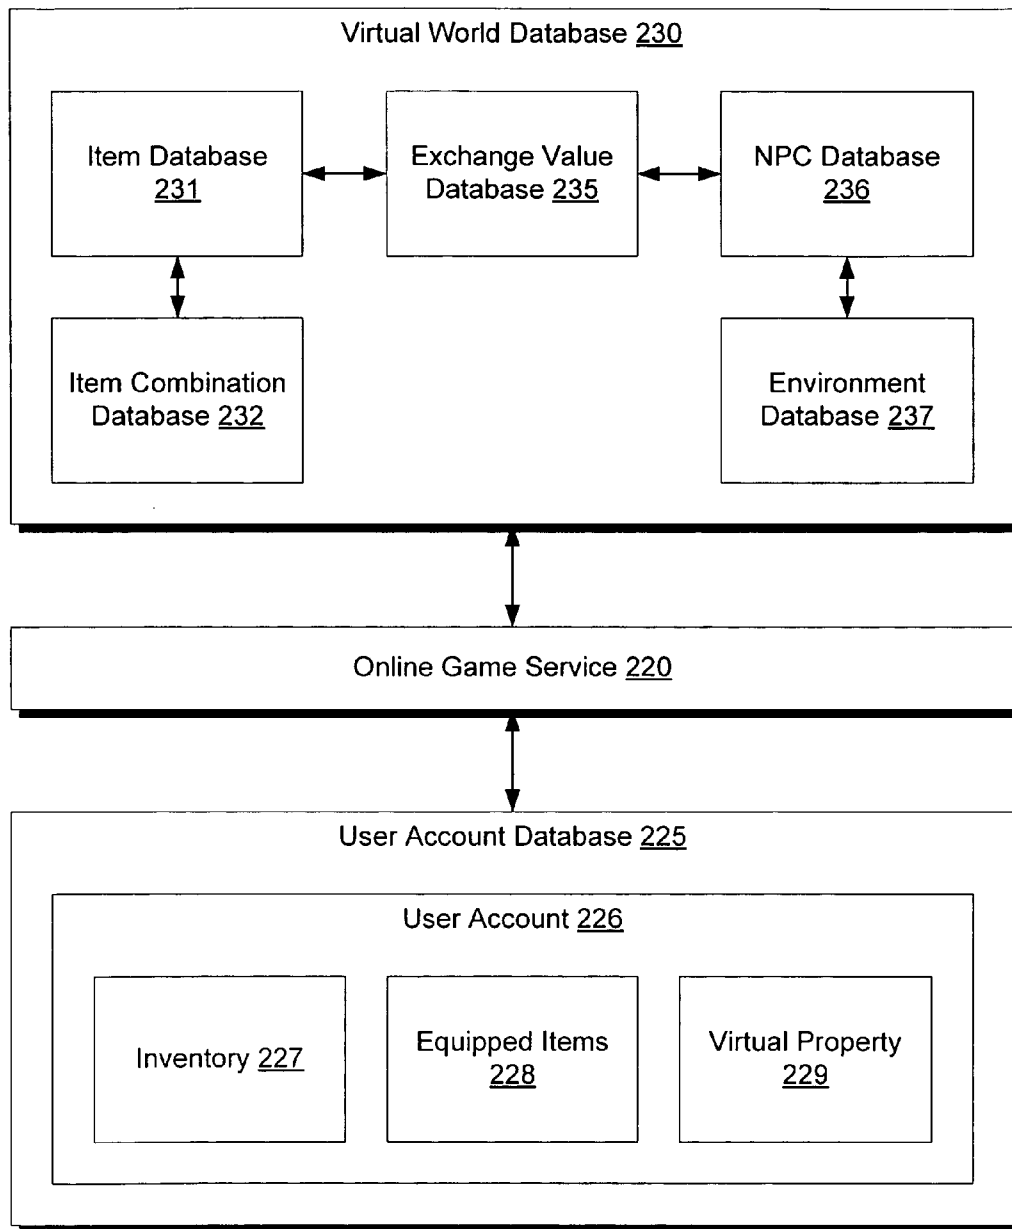 Virtual World Database 230
Item Database
231
Exchange Value
Database 235
NPC Database
236
Item Combination
Database 232
Environment
Database 237
Online Game Service 220
User Account Database 225
User Account 226
Inventory 227
Equipped Items
228
Virtual Property
229